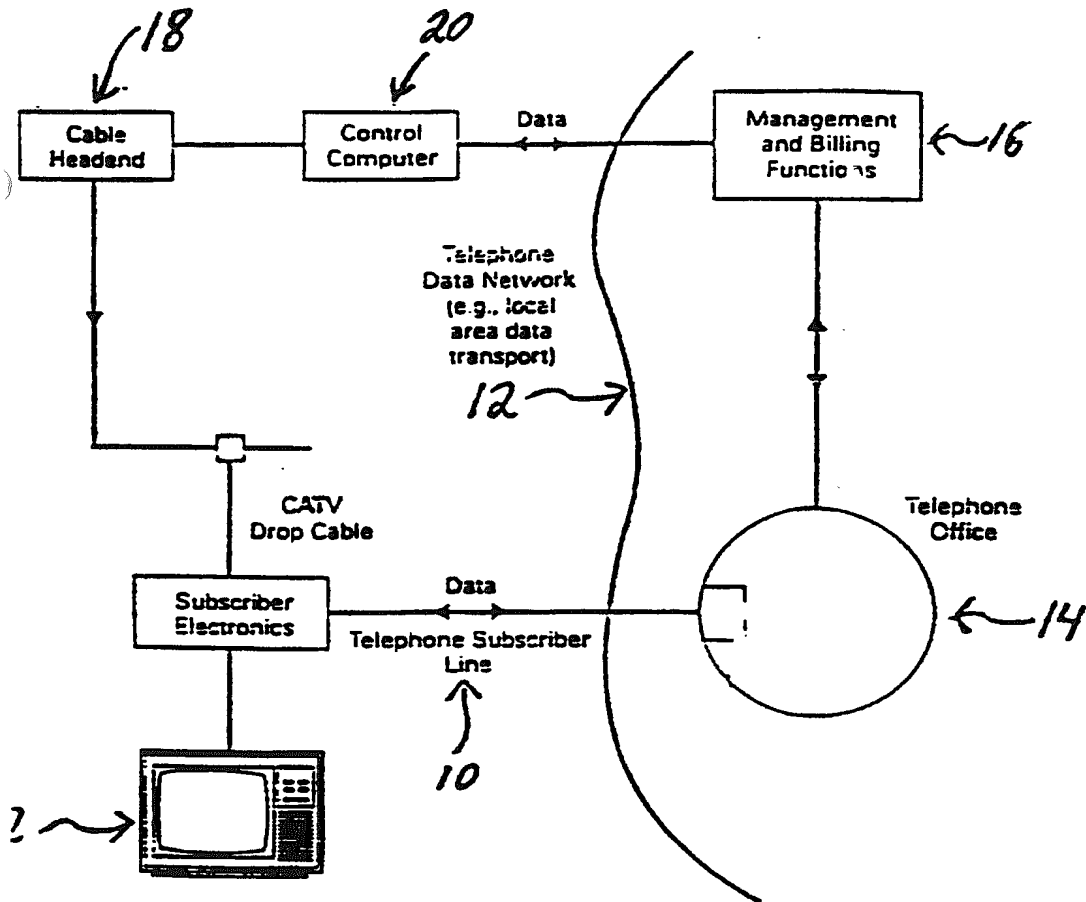 18
20
Cable
Headend
Control
Computer
Data
Management
and Billing
Functions
16
Telephone
Data Network
(e.g., local
area data
transport)
12
CATV
Drop Cable
Telephone
Office
Subscriber
Electronics
Data
Telephone Subscriber
Line
14
10